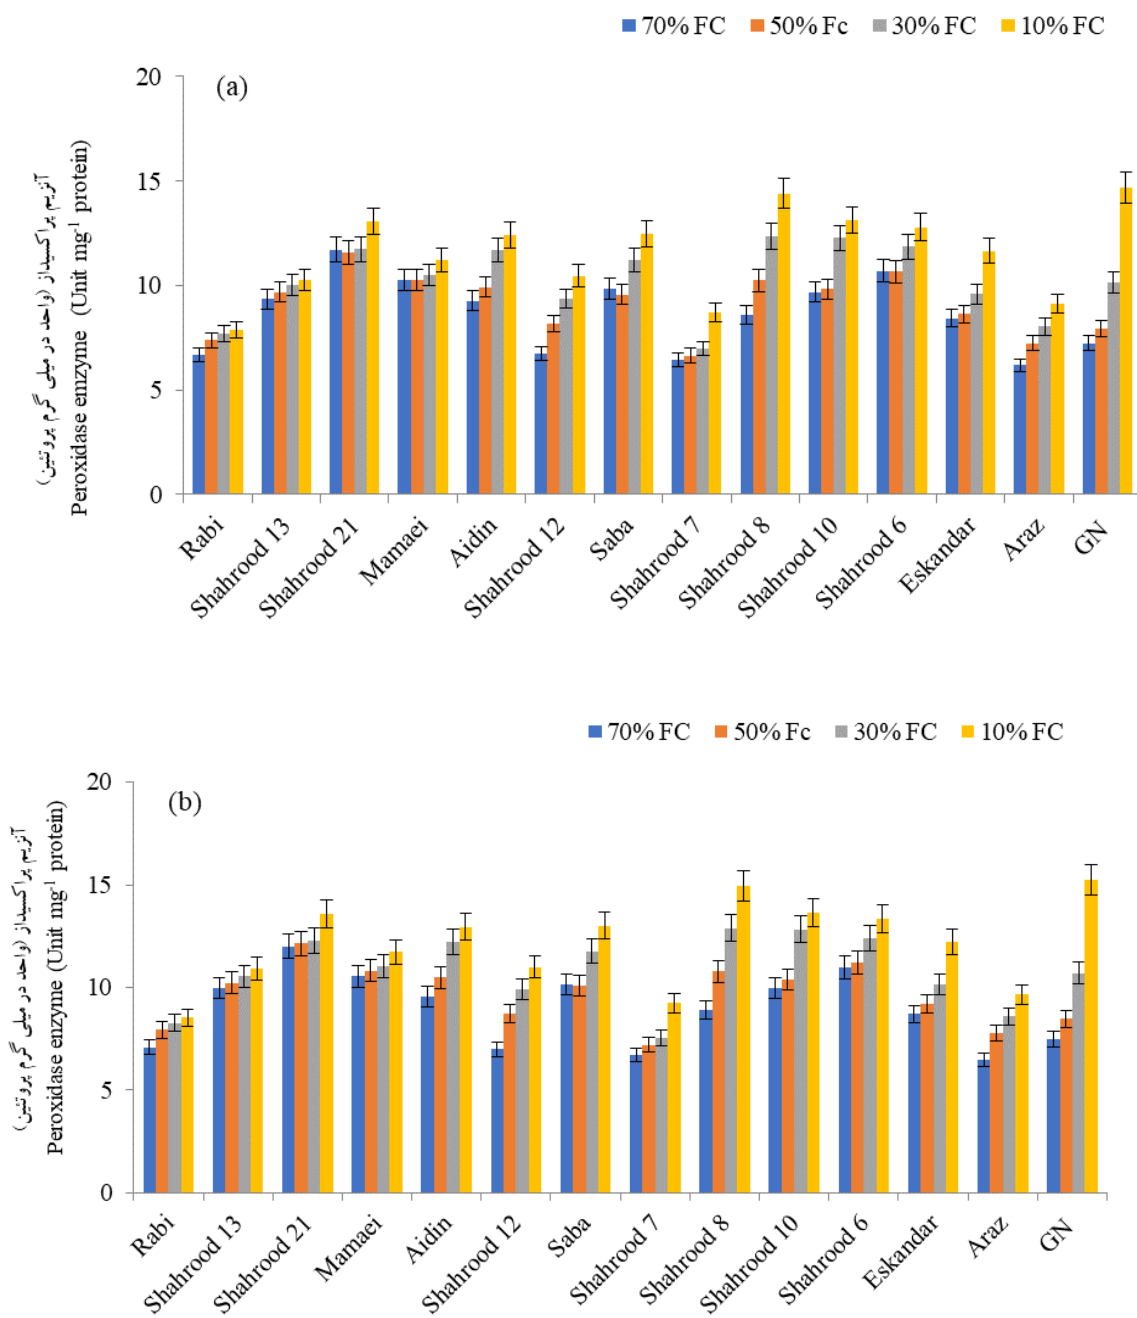 70% FC 50% Fc 30% FC 10% FC
(a)
20
15
10
5
0
آنزیم پراکسیداز (واحد در میلی گرم پروتئین)
Peroxidase emzyme (Unit mg-1 protein)
Rabi Shahrood 13 Shahrood 21 Mamaei Aidin Shahrood 12 Saba Shahrood 7 Shahrood 8 Shahrood 10 Shahrood 6 Eskandar Araz GN
70% FC 50% Fc 30% FC 10% FC
(b)
20
15
10
5
0
آنزیم پراکسیداز (واحد در میلی گرم پروتئین)
Peroxidase enzyme (Unit mg-1 protein)
Rabi Shahrood 13 Shahrood 21 Mamaei Aidin Shahrood 12 Saba Shahrood 7 Shahrood 8 Shahrood 10 Shahrood 6 Eskandar Araz GN